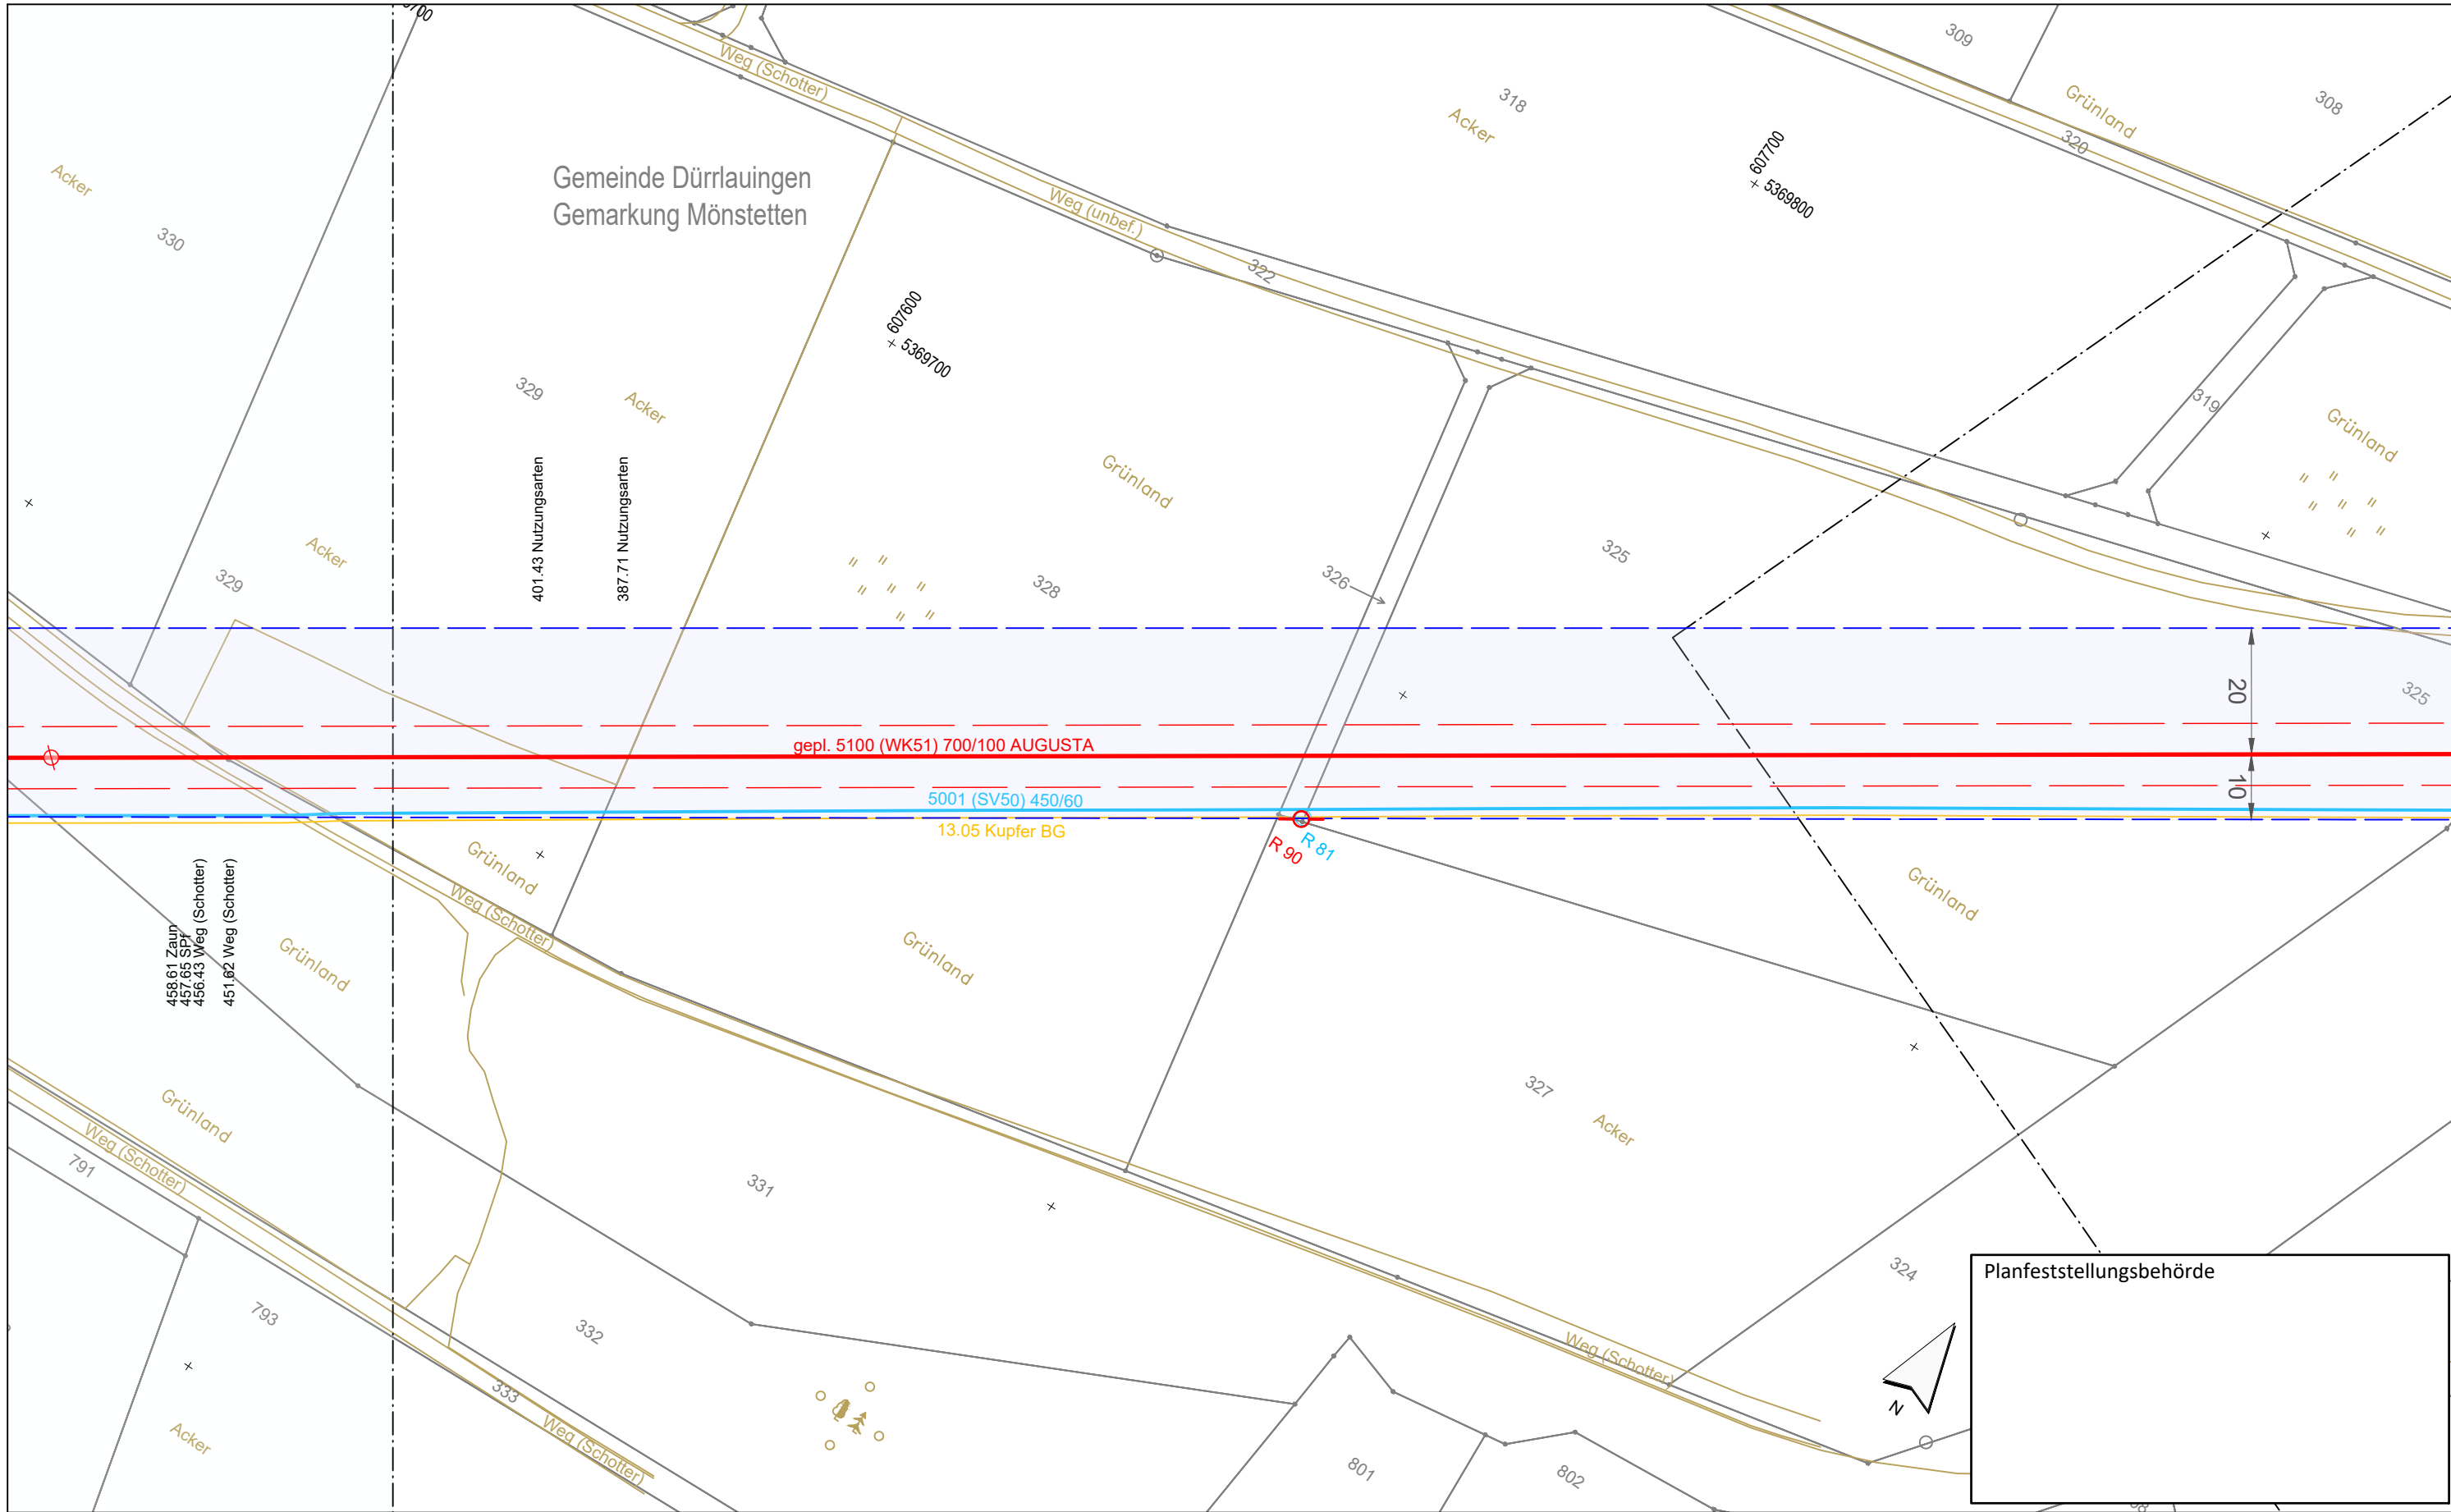 Weg (Schotter)
309
318
Acker
Grünland
308
320
607700
5369800
Acker
330
Gemeinde Dürrlauingen
Gemarkung Mönstetten
Weg (unbef.)
322
607600
5369700
329
Acker
319
Grünland
401.43 Nutzungsarten
387.71 Nutzungsarten
Grünland
Acker
329
328
326
325
20
325
gepl. 5100 (WK51) 700/100 AUGUSTA
10
5001 (SV50) 450/60
13.05 Kupfer BG
R 90
R 81
Grünland
Weg (Schotter)
Grünland
458.61 Zaun
457.65 SPf
456.43 Weg (Schotter)
451.62 Weg (Schotter)
Grünland
Grünland
Grünland
Weg (Schotter)
791
327
Acker
331
324
Planfeststellungsbehörde
793
332
333
Weg (Schotter)
N
Acker
Weg (Schotter)
801
802